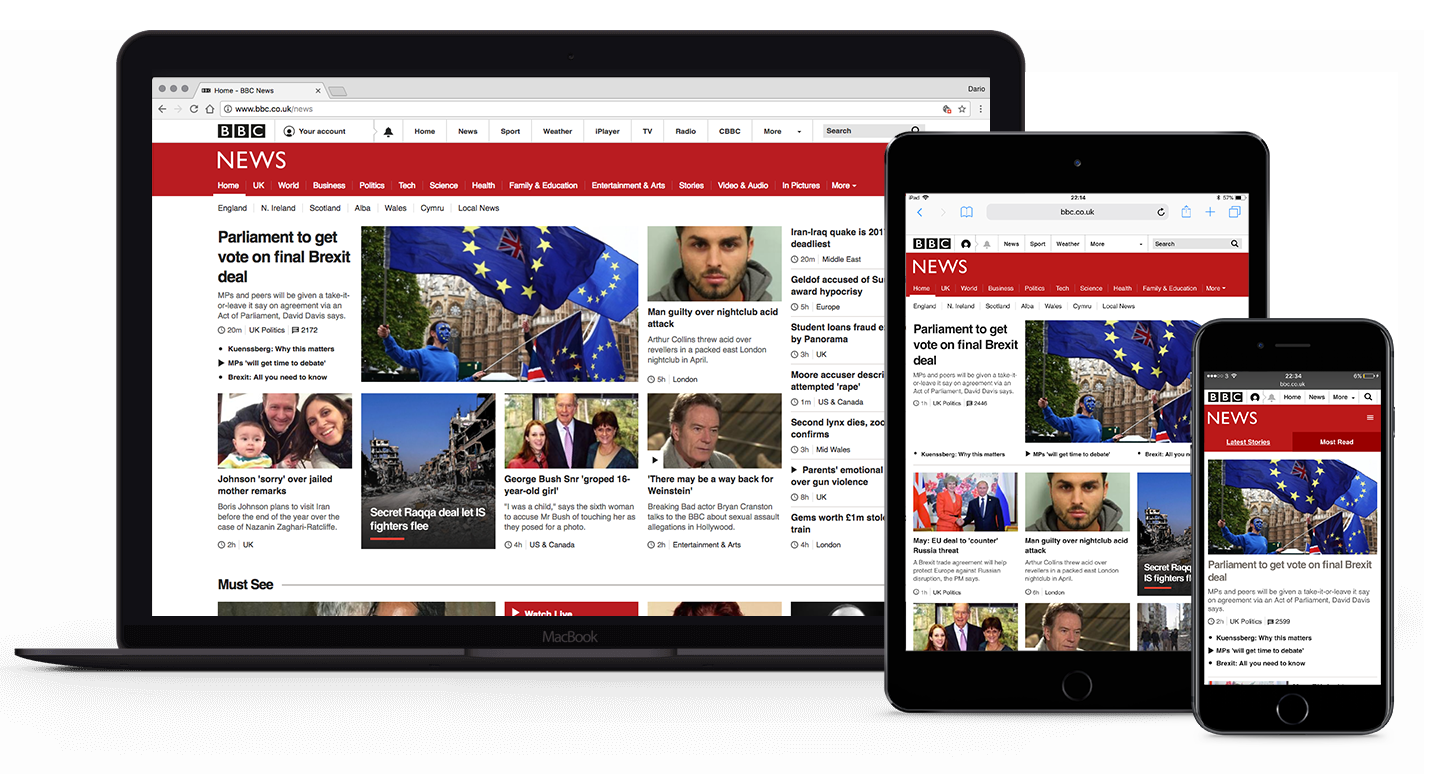 Home - BBC News
Dario
www.bbc.co.uk/news
BBC
Your account
Home
News
Sport
Weather
iPlayer
TV
Radio
CBBC
More
Search
NEWS
Home
UK
World
Business
Politics
Tech
Science
Health
Family & Education
Entertainment & Arts
Stories
Video & Audio
In Pictures
More
England
N. Ireland
Scotland
Alba
Wales
Cymru
Local News
Parliament to get
vote on final Brexit
deal
MPs and peers will be given a take-it-
or-leave it say on agreement via an
Act of Parliament, David Davis says.
20m
UK Politics
2172
Kuenssberg: Why this matters
MPs 'will get time to debate'
Brexit: All you need to know
Man guilty over nightclub acid
attack
Arthur Collins threw acid over
revellers in a packed east London
nightclub in April.
5h
London
Iran-Iraq quake is 201
deadliest
20m
Middle East
Geldof accused of Su
award hypocrisy
5h
Europe
Student loans fraud e
by Panorama
3h
UK
Moore accuser descri
attempted 'rape'
1m
US & Canada
Second lynx dies, zoo
confirms
3h
Mid Wales
Parents' emotional
over gun violence
8h
UK
Gems worth £1m stole
train
4h
London
Johnson 'sorry' over jailed
mother remarks
Boris Johnson plans to visit Iran
before the end of the year over the
case of Nazanin Zaghari-Ratcliffe.
2h
UK
Secret Raqqa deal let IS
fighters flee
George Bush Snr 'groped 16-
year-old girl'
"I was a child," says the sixth woman
to accuse Mr Bush of touching her as
they posed for a photo.
4h
US & Canada
'There may be a way back for
Weinstein'
Breaking Bad actor Bryan Cranston
talks to the BBC about sexual assault
allegations in Hollywood.
2h
Entertainment & Arts
Must See
Watch Live
MacBook
iPad
22:14
57%
bbc.co.uk
BBC
News
Sport
Weather
More
Search
NEWS
Home
UK
World
Business
Politics
Tech
Science
Health
Family & Education
More
England
N. Ireland
Scotland
Alba
Wales
Cymru
Local News
Parliament to get
vote on final Brexit
deal
MPs and peers will be given a take-it-
or-leave it say on agreement via an
Act of Parliament, David Davis says.
1h
UK Politics
2446
Kuenssberg: Why this matters
MPs 'will get time to debate'
Brexit: All you
May: EU deal to 'counter'
Russia threat
A Brexit trade agreement will help
protect Europe against Russian
disruption, the PM says.
1h
UK Politics
Man guilty over nightclub acid
attack
Arthur Collins threw acid over
revellers in a packed east London
nightclub in April.
6h
London
Secret Raqq
IS fighters fl
3
22:34
6%
bbc.co.uk
BBC
Home
News
More
NEWS
Latest Stories
Most Read
Parliament to get vote on final Brexit
deal
MPs and peers will be given a take-it-or-leave it say
on agreement via an Act of Parliament, David Davis
says.
2h
UK Politics
2599
Kuenssberg: Why this matters
MPs 'will get time to debate'
Brexit: All you need to know